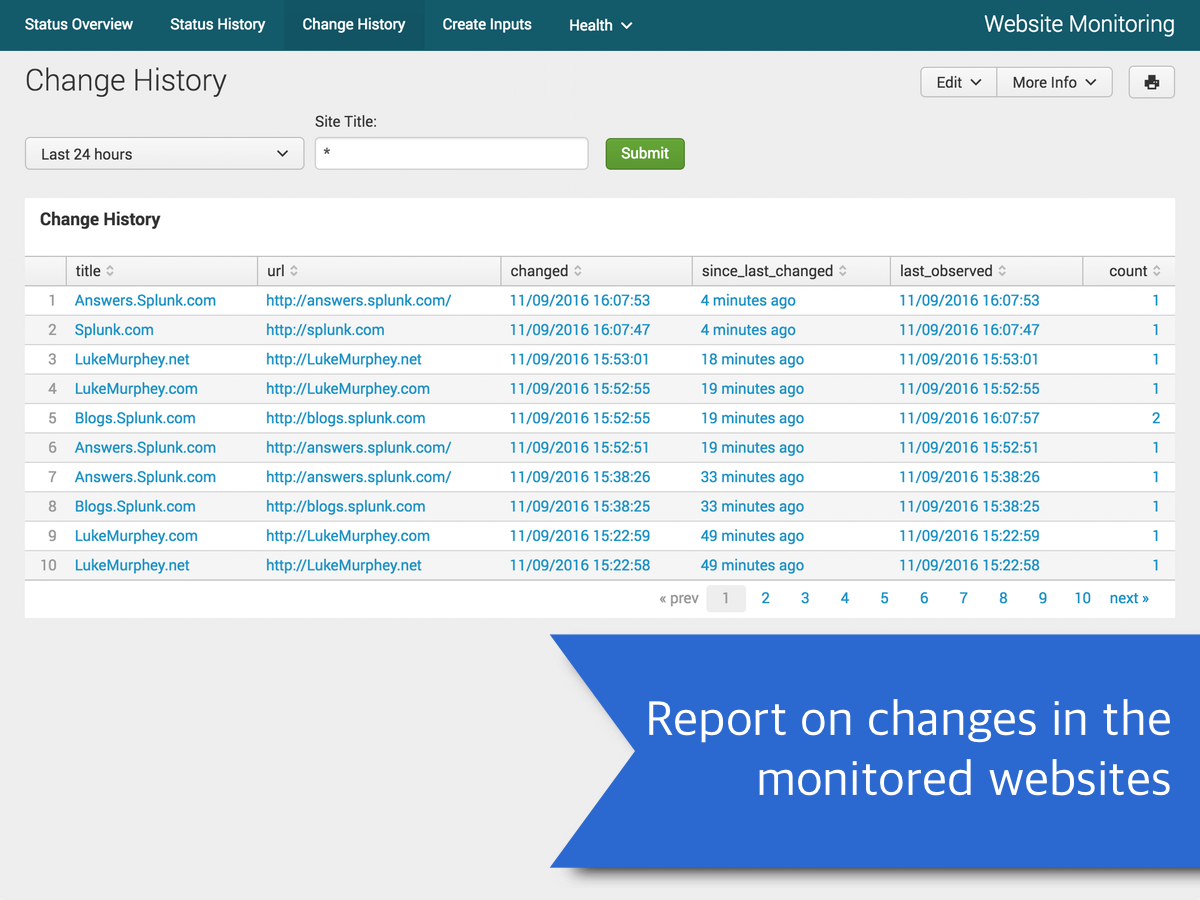 Status Overview Status History Change History Create Inputs Health Website Monitoring
Change History Edit More Info
Site Title:
Last 24 hours * Submit
Change History
title url changed since_last_changed last_observed count
1 Answers.Splunk.com http://answers.splunk.com/ 11/09/2016 16:07:53 4 minutes ago 11/09/2016 16:07:53 1
2 Splunk.com http://splunk.com 11/09/2016 16:07:47 4 minutes ago 11/09/2016 16:07:47 1
3 LukeMurphey.net http://LukeMurphey.net 11/09/2016 15:53:01 18 minutes ago 11/09/2016 15:53:01 1
4 LukeMurphey.com http://LukeMurphey.com 11/09/2016 15:52:55 19 minutes ago 11/09/2016 15:52:55 1
5 Blogs.Splunk.com http://blogs.splunk.com 11/09/2016 15:52:55 19 minutes ago 11/09/2016 16:07:57 2
6 Answers.Splunk.com http://answers.splunk.com/ 11/09/2016 15:52:51 19 minutes ago 11/09/2016 15:52:51 1
7 Answers.Splunk.com http://answers.splunk.com/ 11/09/2016 15:38:26 33 minutes ago 11/09/2016 15:38:26 1
8 Blogs.Splunk.com http://blogs.splunk.com 11/09/2016 15:38:25 33 minutes ago 11/09/2016 15:38:25 1
9 LukeMurphey.com http://LukeMurphey.com 11/09/2016 15:22:59 49 minutes ago 11/09/2016 15:22:59 1
10 LukeMurphey.net http://LukeMurphey.net 11/09/2016 15:22:58 49 minutes ago 11/09/2016 15:22:58 1
« prev 1 2 3 4 5 6 7 8 9 10 next »
Report on changes in the
monitored websites